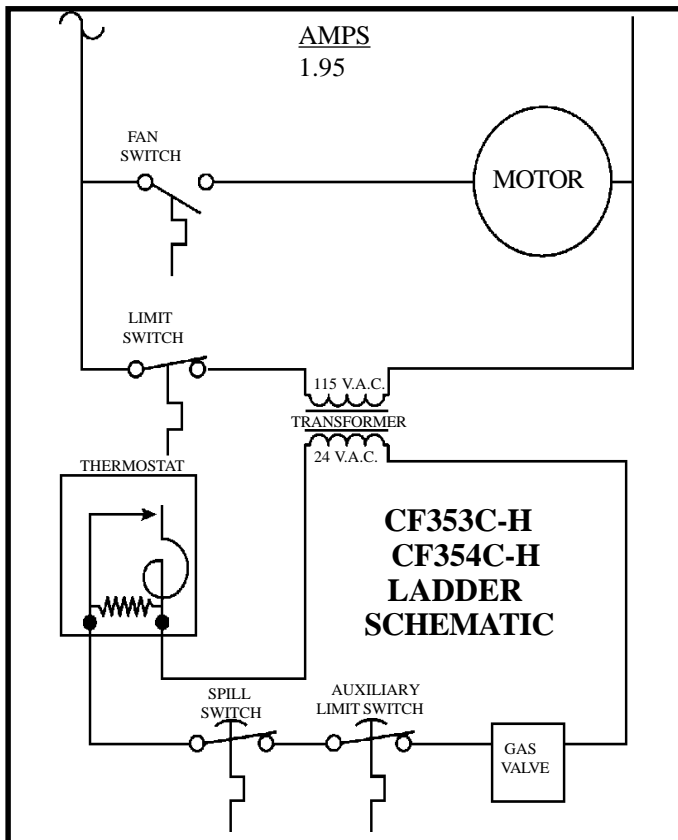 AMPS
1.95
FAN
SWITCH
MOTOR
LIMIT
SWITCH
115 V.A.C.
TRANSFORMER
24 V.A.C.
THERMOSTAT
CF353C-H
CF354C-H
LADDER
SCHEMATIC
SPILL
SWITCH
AUXILIARY
LIMIT SWITCH
GAS
VALVE